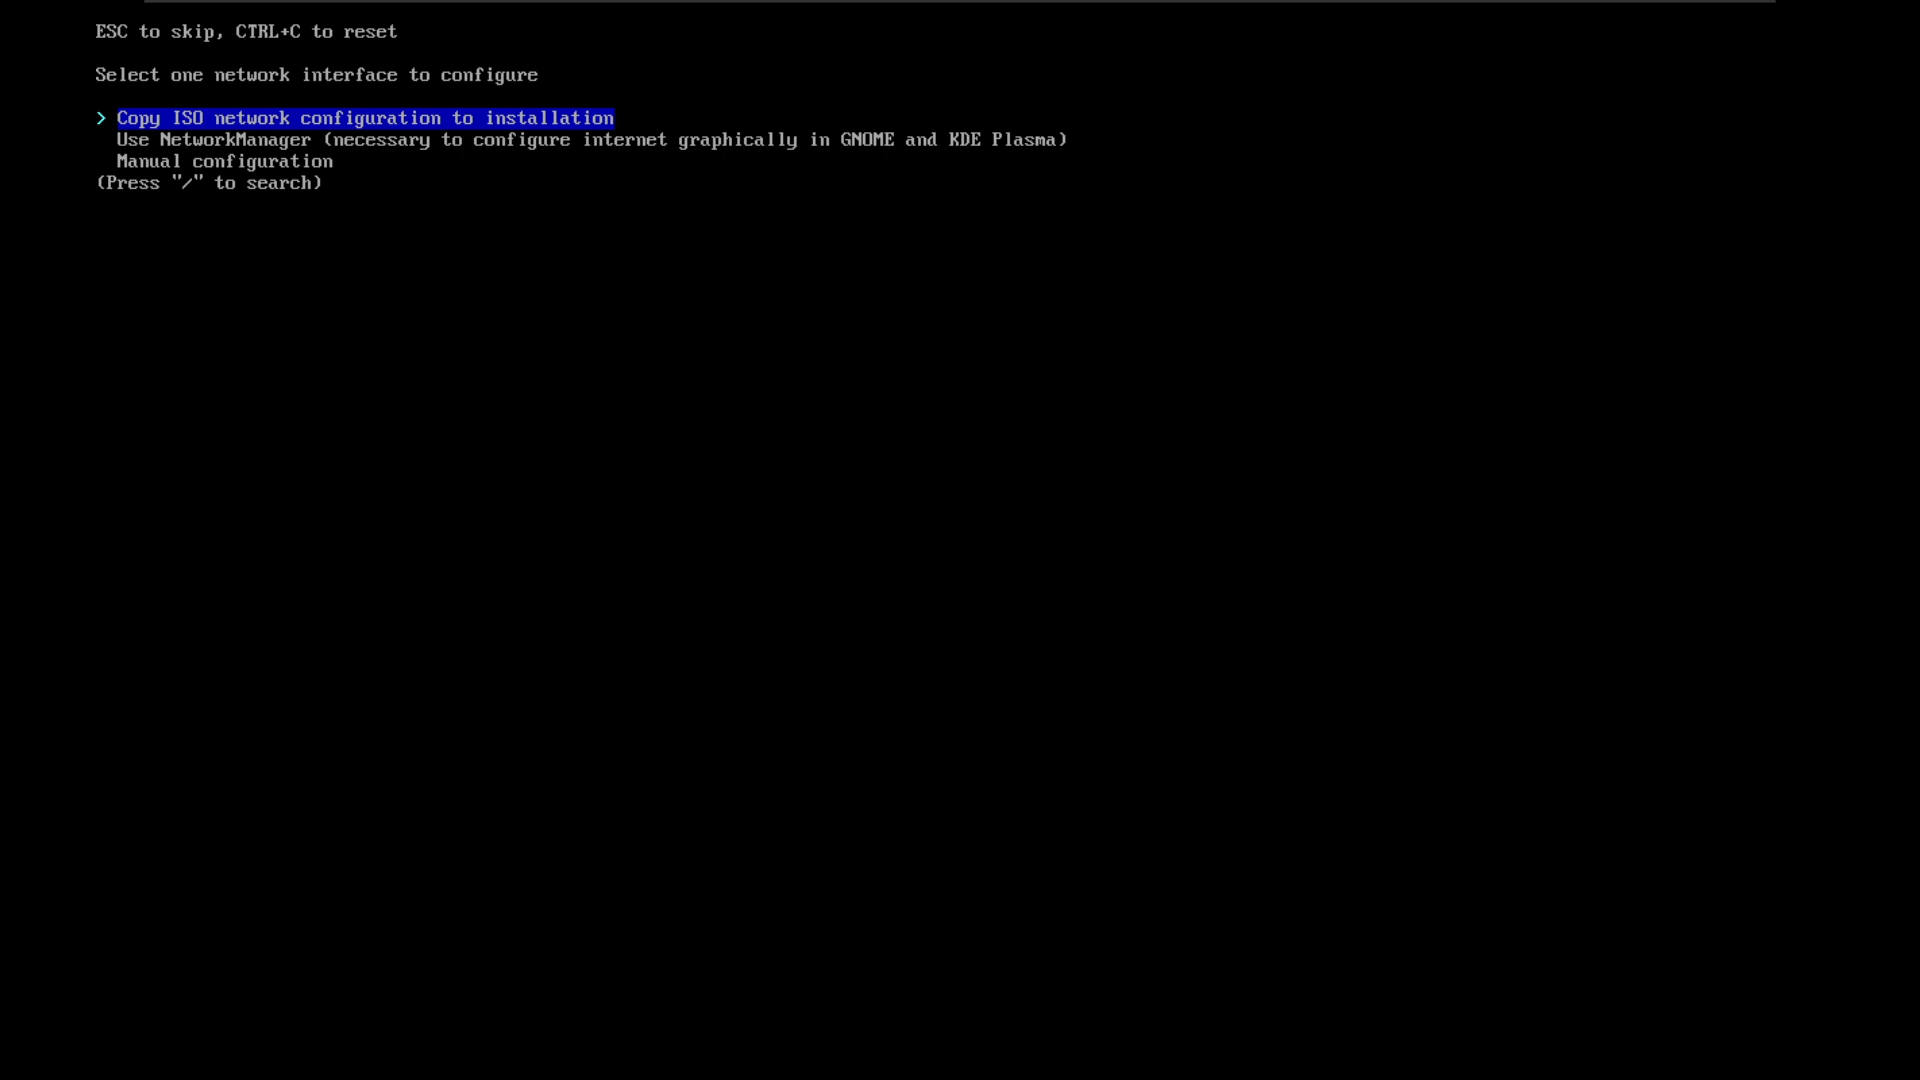 ESC to skip, CTRL+C to reset
Select one network interface to configure
> Copy ISO network configuration to installation
Use NetworkManager (necessary to configure internet graphically in GNOME and KDE Plasma)
Manual configuration
(Press "/" to search)